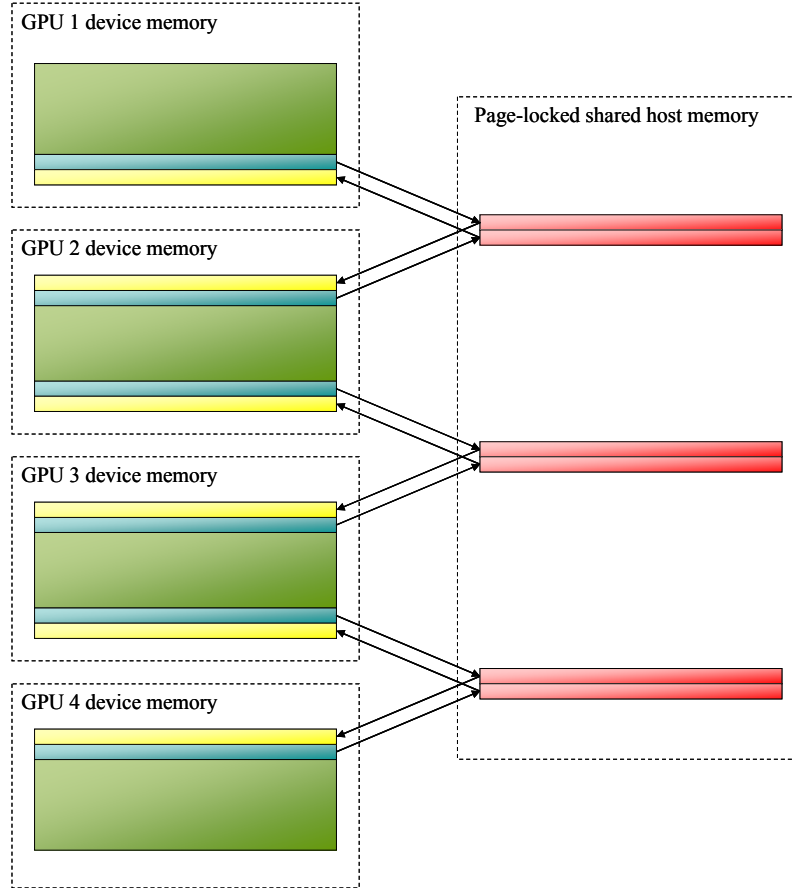 GPU 1 device memory
Page-locked shared host memory
GPU 2 device memory
GPU 3 device memory
GPU 4 device memory